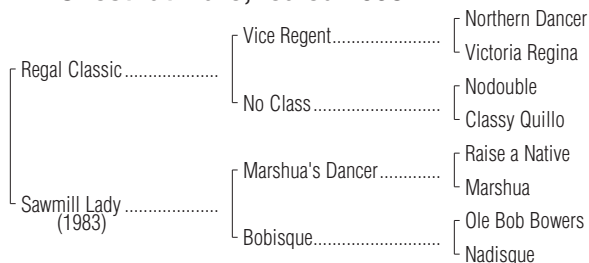 Northern Dancer
Vice Regent
Victoria Regina
Regal Classic
Nodouble
No Class
Classy Quillo
Raise a Native
Marshua's Dancer
Marshua
Sawmill Lady
(1983)
Ole Bob Bowers
Bobisque
Nadisque